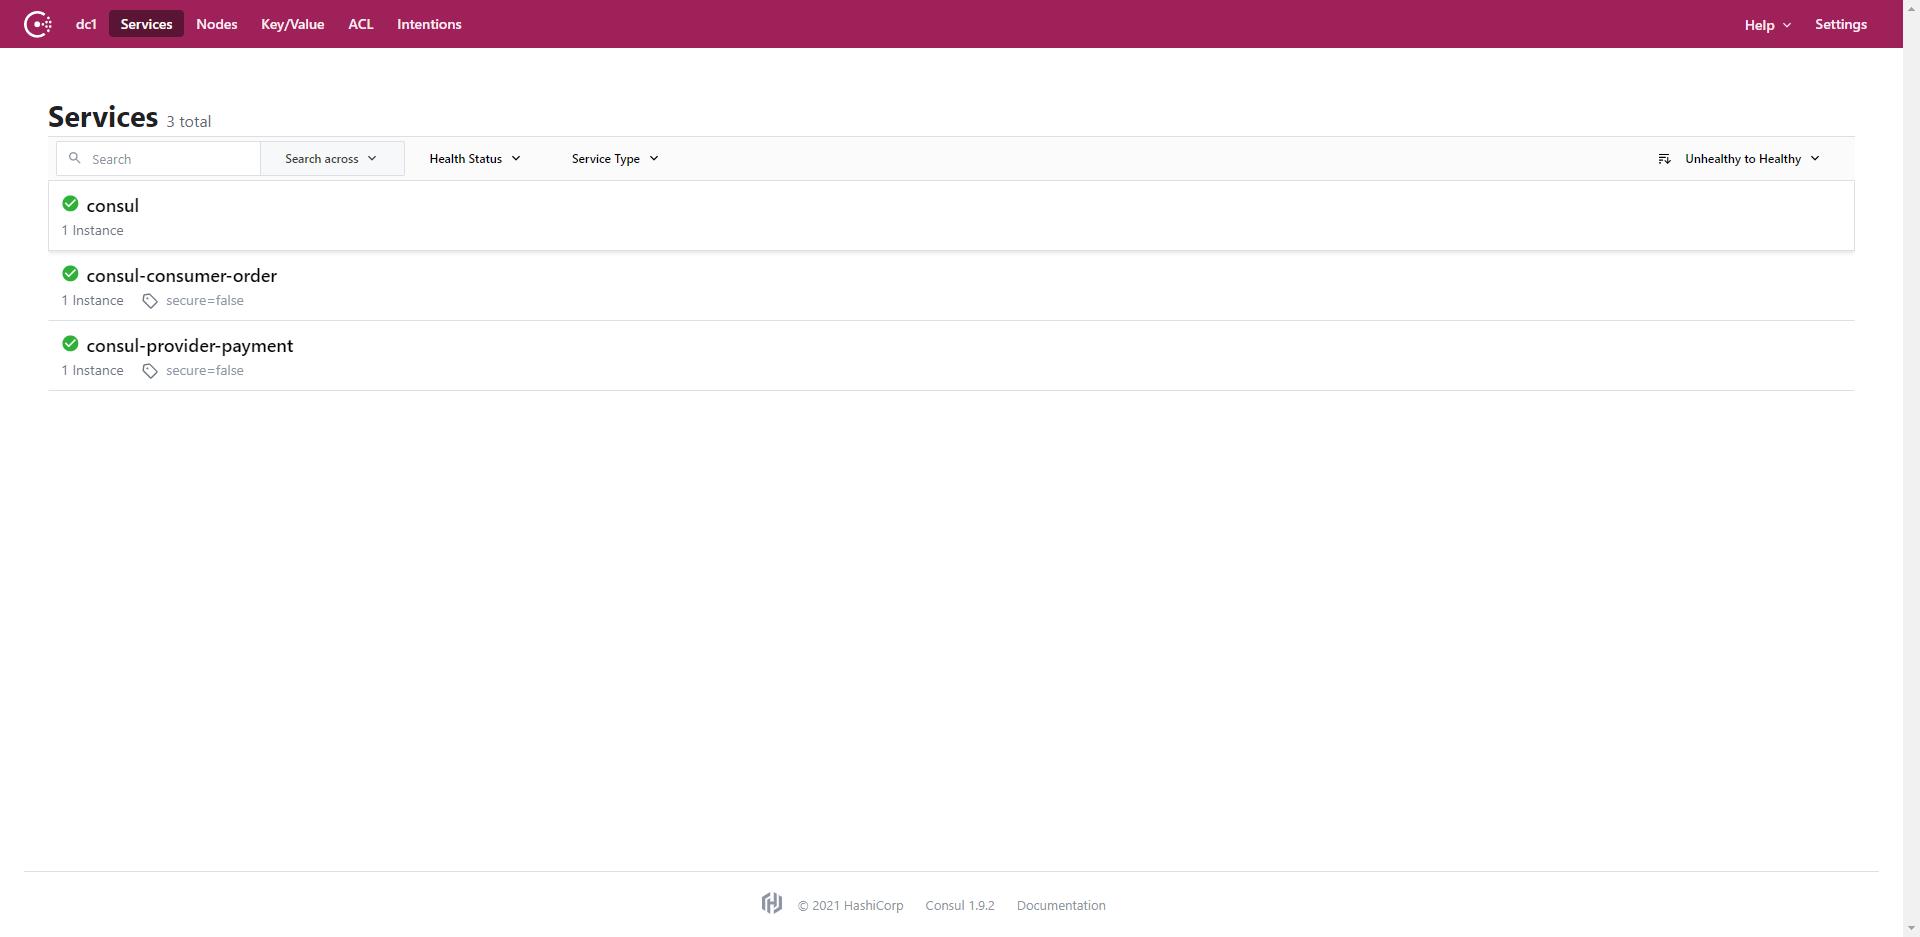 dc1 Services Nodes Key/Value ACL Intentions Help Settings
Services 3 total
Search Search across Health Status Service Type Unhealthy to Healthy
consul
1 Instance
consul-consumer-order
1 Instance secure=false
consul-provider-payment
1 Instance secure=false
© 2021 HashiCorp Consul 1.9.2 Documentation